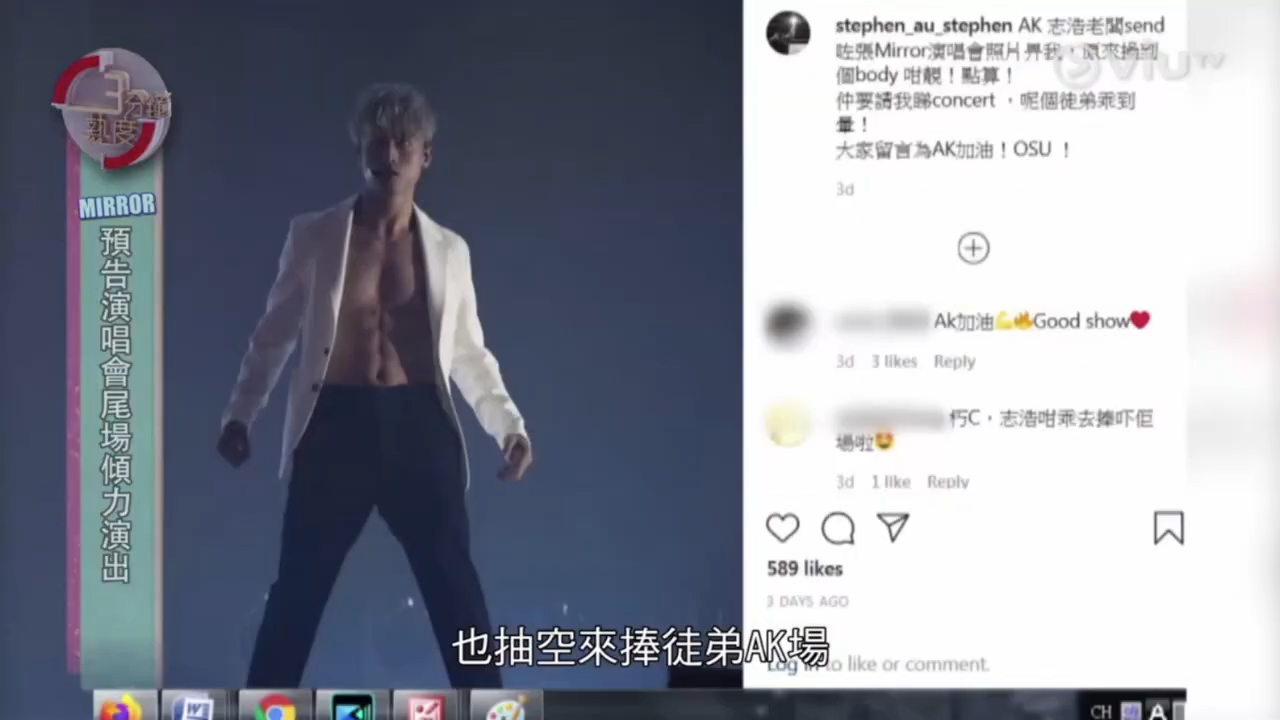 3分鐘
熱度
MIRROR
預告演唱會尾場傾力演出
stephen_au_stephen AK 志浩老闆send
咗張Mirror演唱會照片畀我，原來操到
個body 咁靚！點算！
仲要請我睇concert ，呢個徒弟乖到
暈！
大家留言為AK加油！OSU ！
3d
ViuTV
Ak加油💪🔥Good show❤️
3d 3 likes Reply
朽C，志浩咁乖去捧吓佢
場啦🤩
3d 1 like Reply
589 likes
3 DAYS AGO
Log in to like or comment.
也抽空來捧徒弟AK場
CH